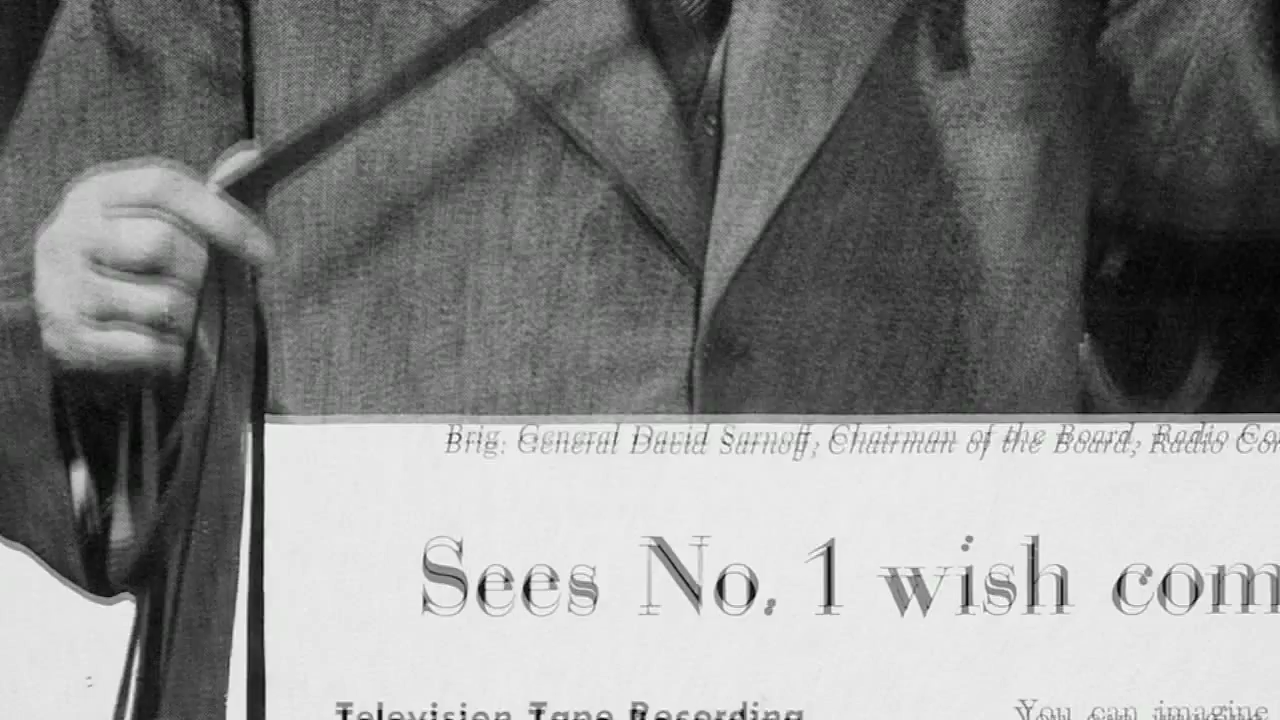 Brig. General David Sarnoff, Chairman of the Board, Radio Co
Sees No. 1 wish com
Television Tape Recording
You can imagine